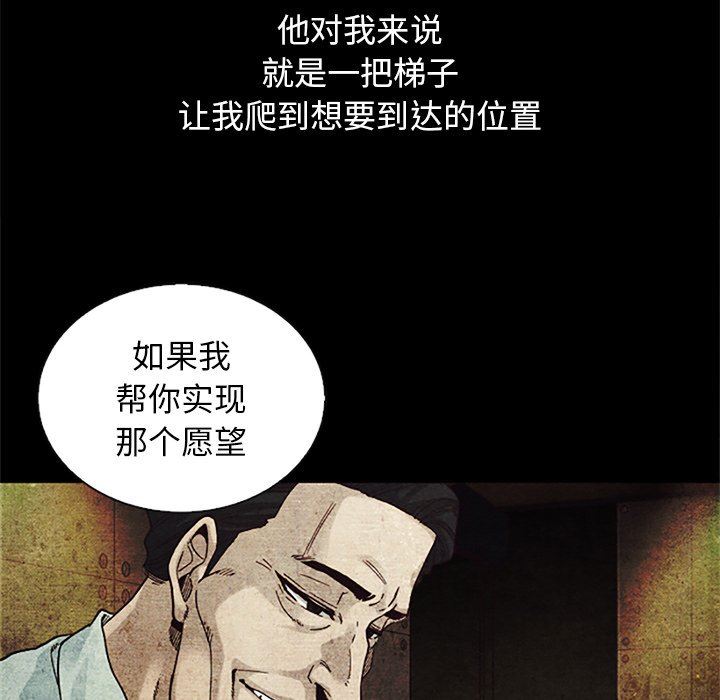 他对我来说
就是一把梯子
让我爬到想要到达的位置
如果我
帮你实现
那个愿望